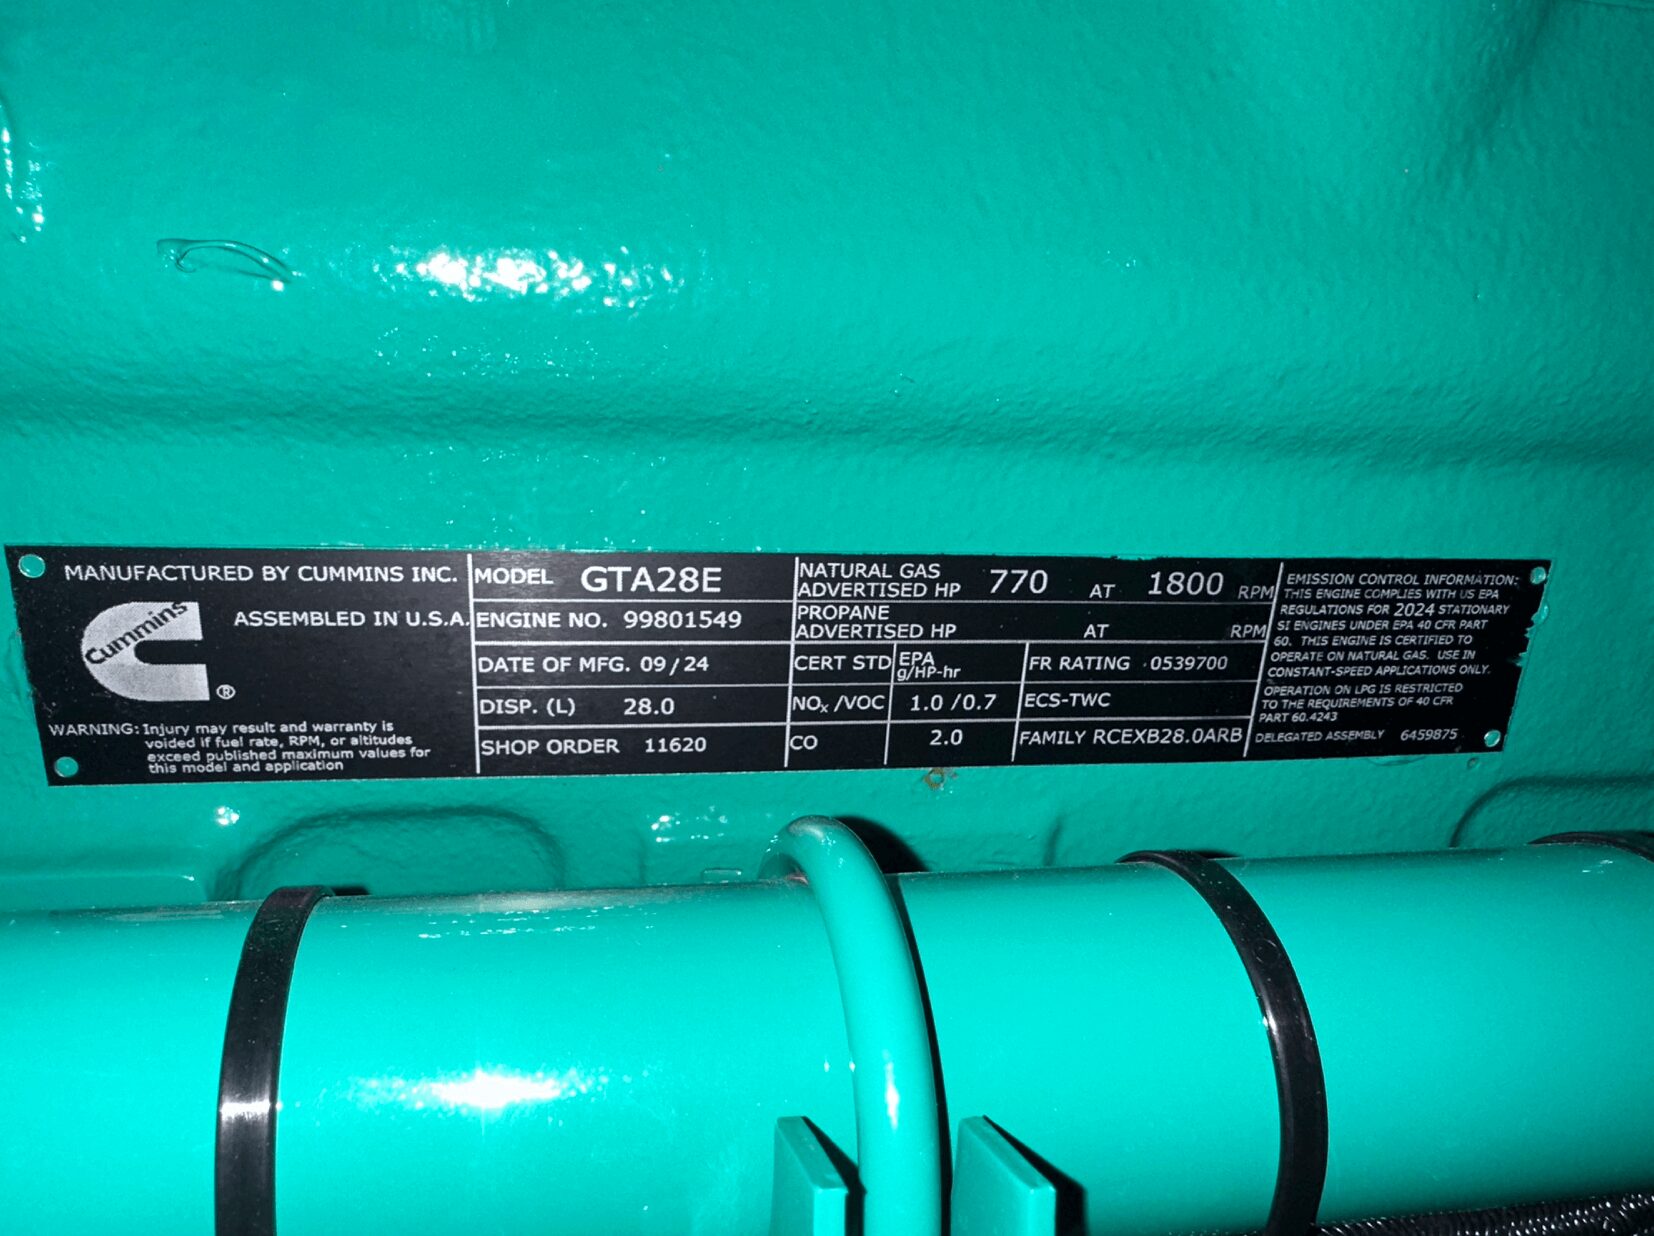 MANUFACTURED BY CUMMINS INC.
Cummins
®
ASSEMBLED IN U.S.A.
WARNING: Injury may result and warranty is
voided if fuel rate, RPM, or altitudes
exceed published maximum values for
this model and application
MODEL GTA28E
ENGINE NO. 99801549
DATE OF MFG. 09/24
DISP. (L) 28.0
SHOP ORDER 11620
NATURAL GAS
ADVERTISED HP 770 AT 1800 RPM
PROPANE
ADVERTISED HP AT RPM
CERT STD EPA
g/HP-hr
FR RATING 0539700
NOx /VOC 1.0 /0.7 ECS-TWC
CO 2.0 FAMILY RCEXB28.0ARB
EMISSION CONTROL INFORMATION:
THIS ENGINE COMPLIES WITH US EPA
REGULATIONS FOR 2024 STATIONARY
SI ENGINES UNDER EPA 40 CFR PART
60. THIS ENGINE IS CERTIFIED TO
OPERATE ON NATURAL GAS. USE IN
CONSTANT-SPEED APPLICATIONS ONLY.
OPERATION ON LPG IS RESTRICTED
TO THE REQUIREMENTS OF 40 CFR
PART 60.4243
DELEGATED ASSEMBLY 6459875